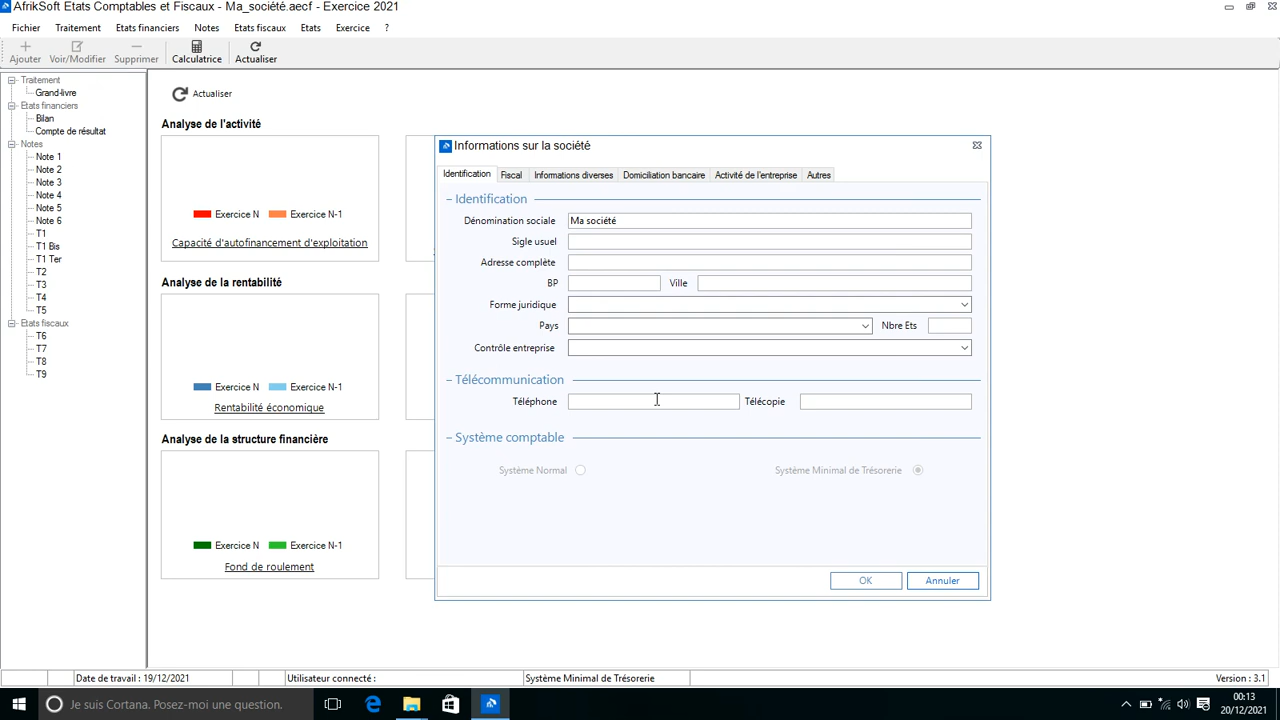 AfrikSoft Etats Comptables et Fiscaux - Ma_société.aecf - Exercice 2021
Fichier Traitement Etats financiers Notes Etats fiscaux Etats Exercice ?
Ajouter Voir/Modifier Supprimer Calculatrice Actualiser
Traitement
Grand-livre
Etats financiers
Bilan
Compte de résultat
Notes
Note 1
Note 2
Note 3
Note 4
Note 5
Note 6
T1
T1 Bis
T1 Ter
T2
T3
T4
T5
Etats fiscaux
T6
T7
T8
T9
Actualiser
Analyse de l'activité
Exercice N Exercice N-1
Capacité d'autofinancement d'exploitation
Analyse de la rentabilité
Exercice N Exercice N-1
Rentabilité économique
Analyse de la structure financière
Exercice N Exercice N-1
Fond de roulement
Informations sur la société
Identification Fiscal Informations diverses Domiciliation bancaire Activité de l'entreprise Autres
Identification
Dénomination sociale Ma société
Sigle usuel
Adresse complète
BP Ville
Forme juridique
Pays Nbre Ets
Contrôle entreprise
Télécommunication
Téléphone Télécopie
Système comptable
Système Normal Système Minimal de Trésorerie
OK Annuler
Date de travail : 19/12/2021 Utilisateur connecté : Système Minimal de Trésorerie Version : 3.1
Je suis Cortana. Posez-moi une question.
00:13
20/12/2021